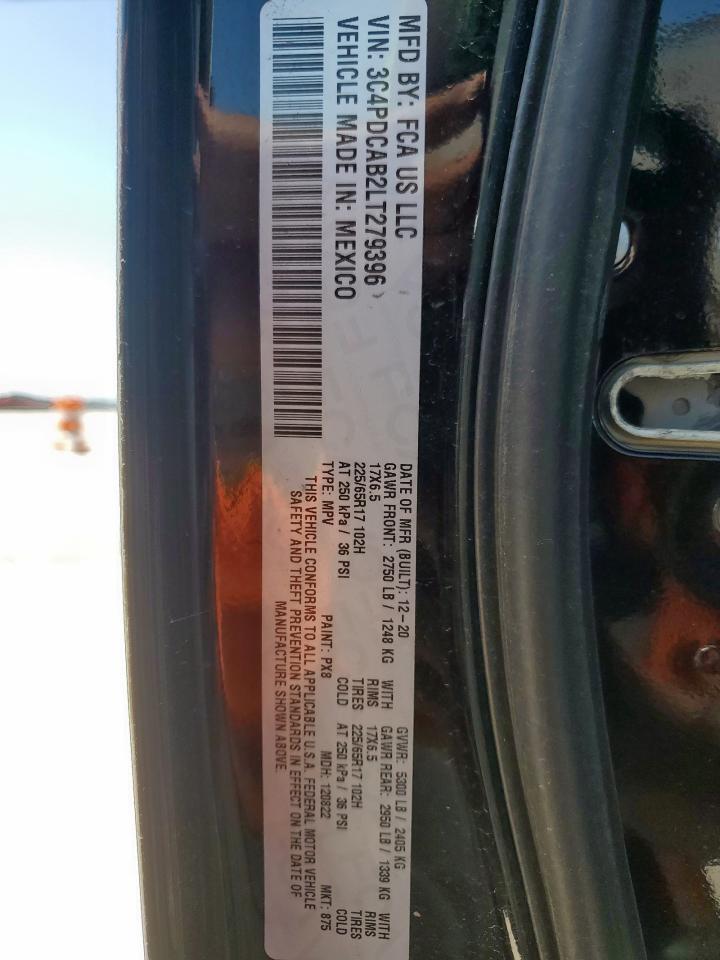 MFD BY: FCA US LLC
VIN: 3C4PDCAB2LT279396
VEHICLE MADE IN: MEXICO
DATE OF MFR (BUILT): 12-20 GVWR: 5300 LB / 2405 KG
GAWR FRONT: 2750 LB / 1248 KG WITH GAWR REAR: 2950 LB / 1339 KG WITH
17X6.5 RIMS 17X6.5 RIMS
225/65R17 102H TIRES 225/65R17 102H TIRES
AT 250 kPa / 36 PSI COLD AT 250 kPa / 36 PSI COLD
TYPE: MPV PAINT: PX8 MDH: 120822 MKT: 875
THIS VEHICLE CONFORMS TO ALL APPLICABLE U.S.A. FEDERAL MOTOR VEHICLE
SAFETY AND THEFT PREVENTION STANDARDS IN EFFECT ON THE DATE OF
MANUFACTURE SHOWN ABOVE.